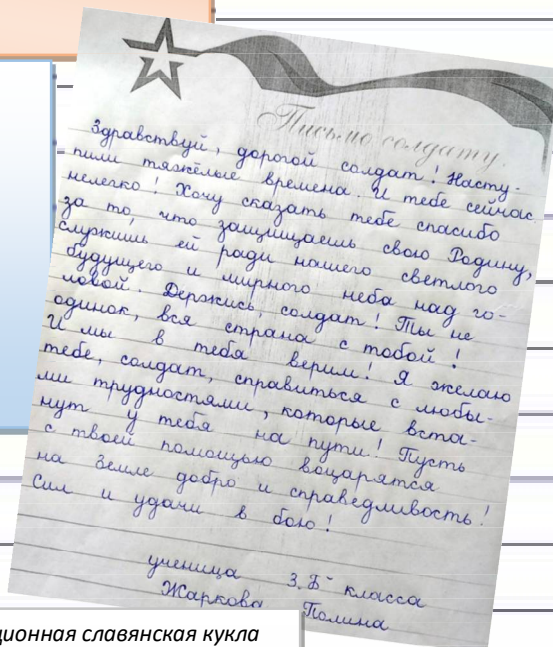 Письмо солдату.
Здравствуй, дорогой солдат! Насту-
пили тяжёлые времена. И тебе сейчас
нелегко! Хочу сказать тебе спасибо
за то, что защищаешь свою Родину,
служишь ей ради нашего светлого
будущего и мирного неба над го-
ловой. Держись, солдат! Ты не
одинок, вся страна с тобой!
И мы в тебя верим! Я желаю
тебе, солдат, справиться с любы-
ми трудностями, которые вста-
нут у тебя на пути! Пусть
с твоей помощью воцарятся
на Земле добро и справедливость!
Сил и удачи в бою!
ученица 3 "Б" класса
Жаркова Полина
ционная славянская кукла